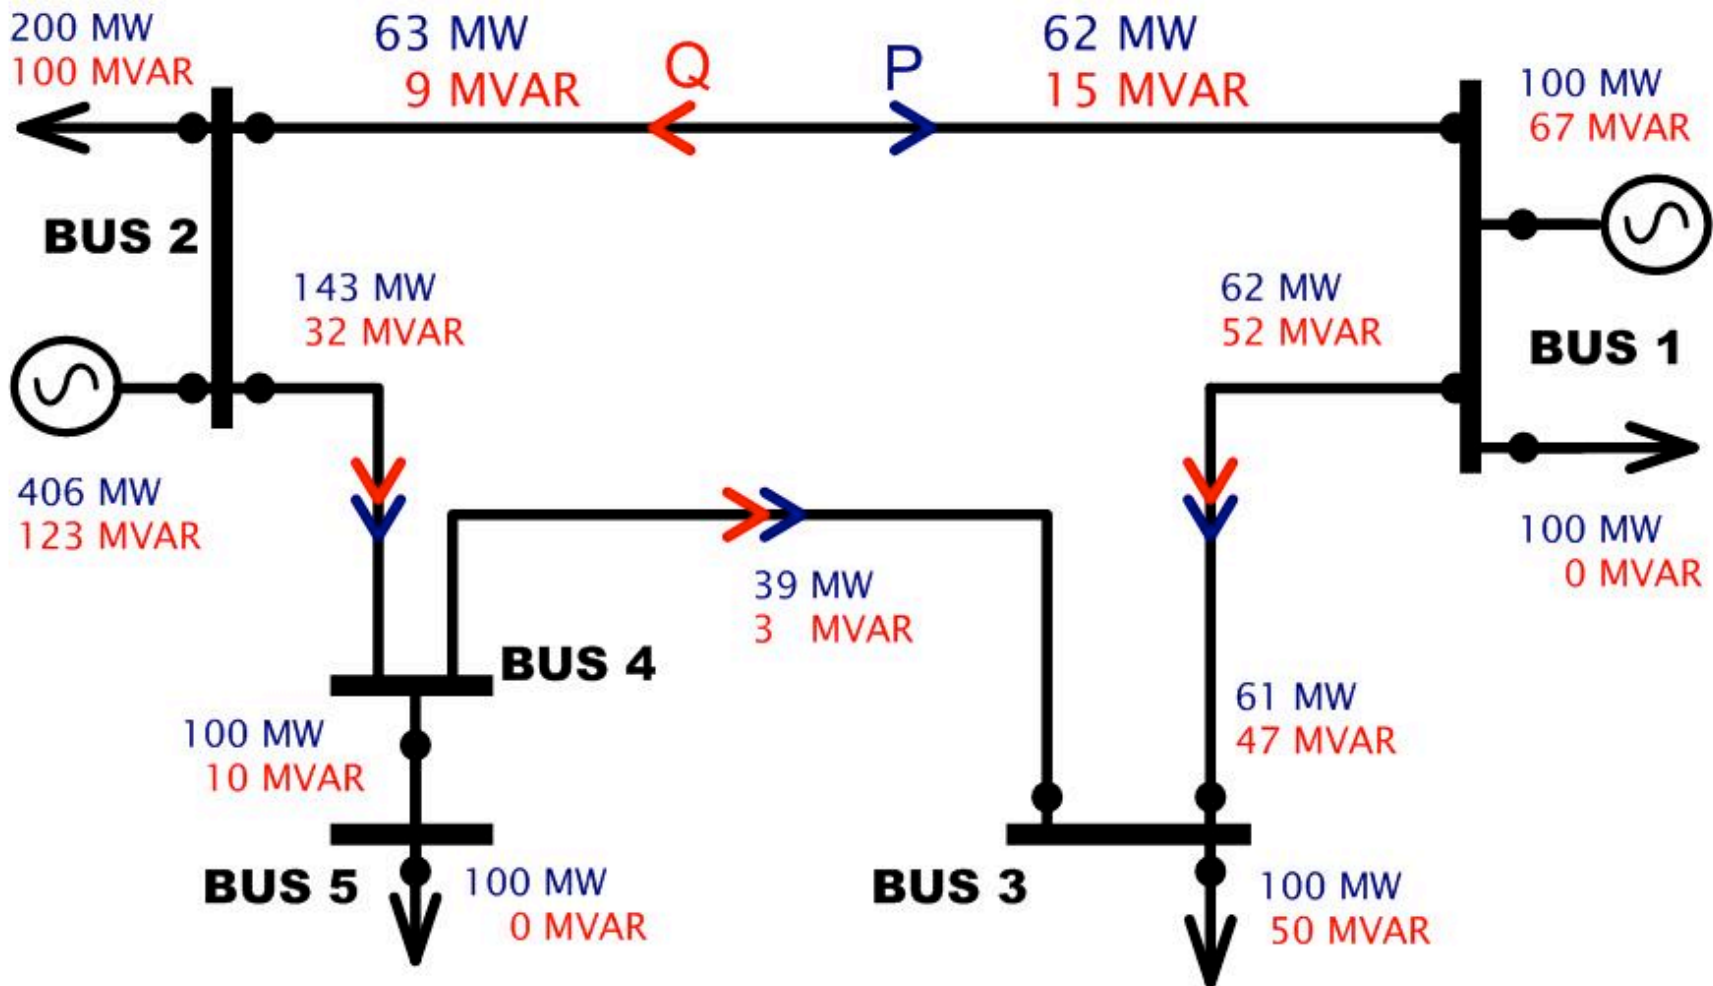 200 MW
100 MVAR
63 MW
9 MVAR
Q
P
62 MW
15 MVAR
100 MW
67 MVAR
BUS 2
143 MW
32 MVAR
62 MW
52 MVAR
BUS 1
406 MW
123 MVAR
100 MW
0 MVAR
39 MW
3 MVAR
BUS 4
100 MW
10 MVAR
61 MW
47 MVAR
BUS 5
100 MW
0 MVAR
BUS 3
100 MW
50 MVAR